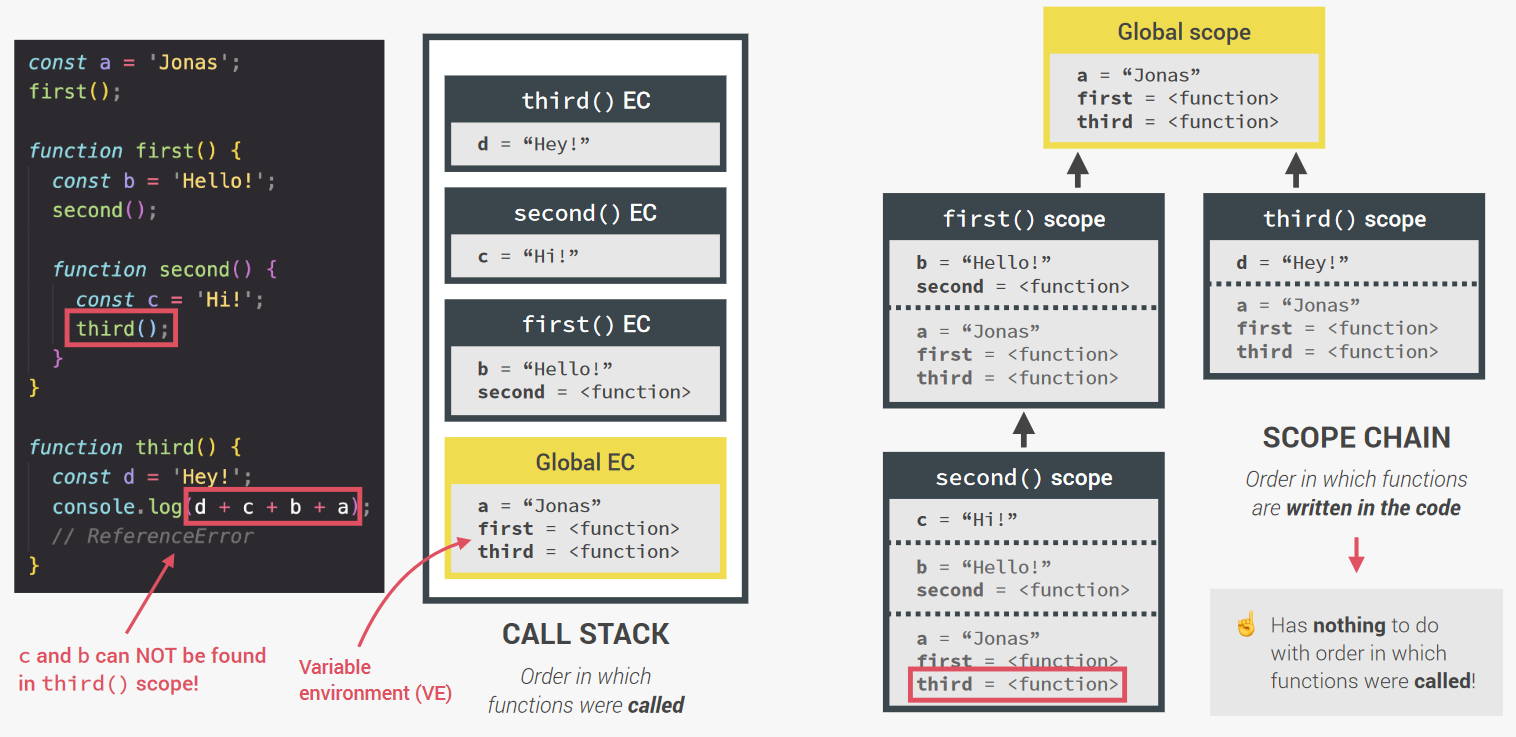 const a = 'Jonas';
first();
function first() {
const b = 'Hello!';
second();
function second() {
const c = 'Hi!';
third();
}
}
function third() {
const d = 'Hey!';
console.log(d + c + b + a);
// ReferenceError
}
c and b can NOT be found
in third() scope!
third() EC
d = “Hey!”
second() EC
c = “Hi!”
first() EC
b = “Hello!”
second = <function>
Global EC
a = “Jonas”
first = <function>
third = <function>
Variable
environment (VE)
CALL STACK
Order in which
functions were called
Global scope
a = “Jonas”
first = <function>
third = <function>
first() scope
b = “Hello!”
second = <function>
a = “Jonas”
first = <function>
third = <function>
third() scope
d = “Hey!”
a = “Jonas”
first = <function>
third = <function>
second() scope
c = “Hi!”
b = “Hello!”
second = <function>
a = “Jonas”
first = <function>
third = <function>
SCOPE CHAIN
Order in which functions
are written in the code
☝️ Has nothing to do
with order in which
functions were called!